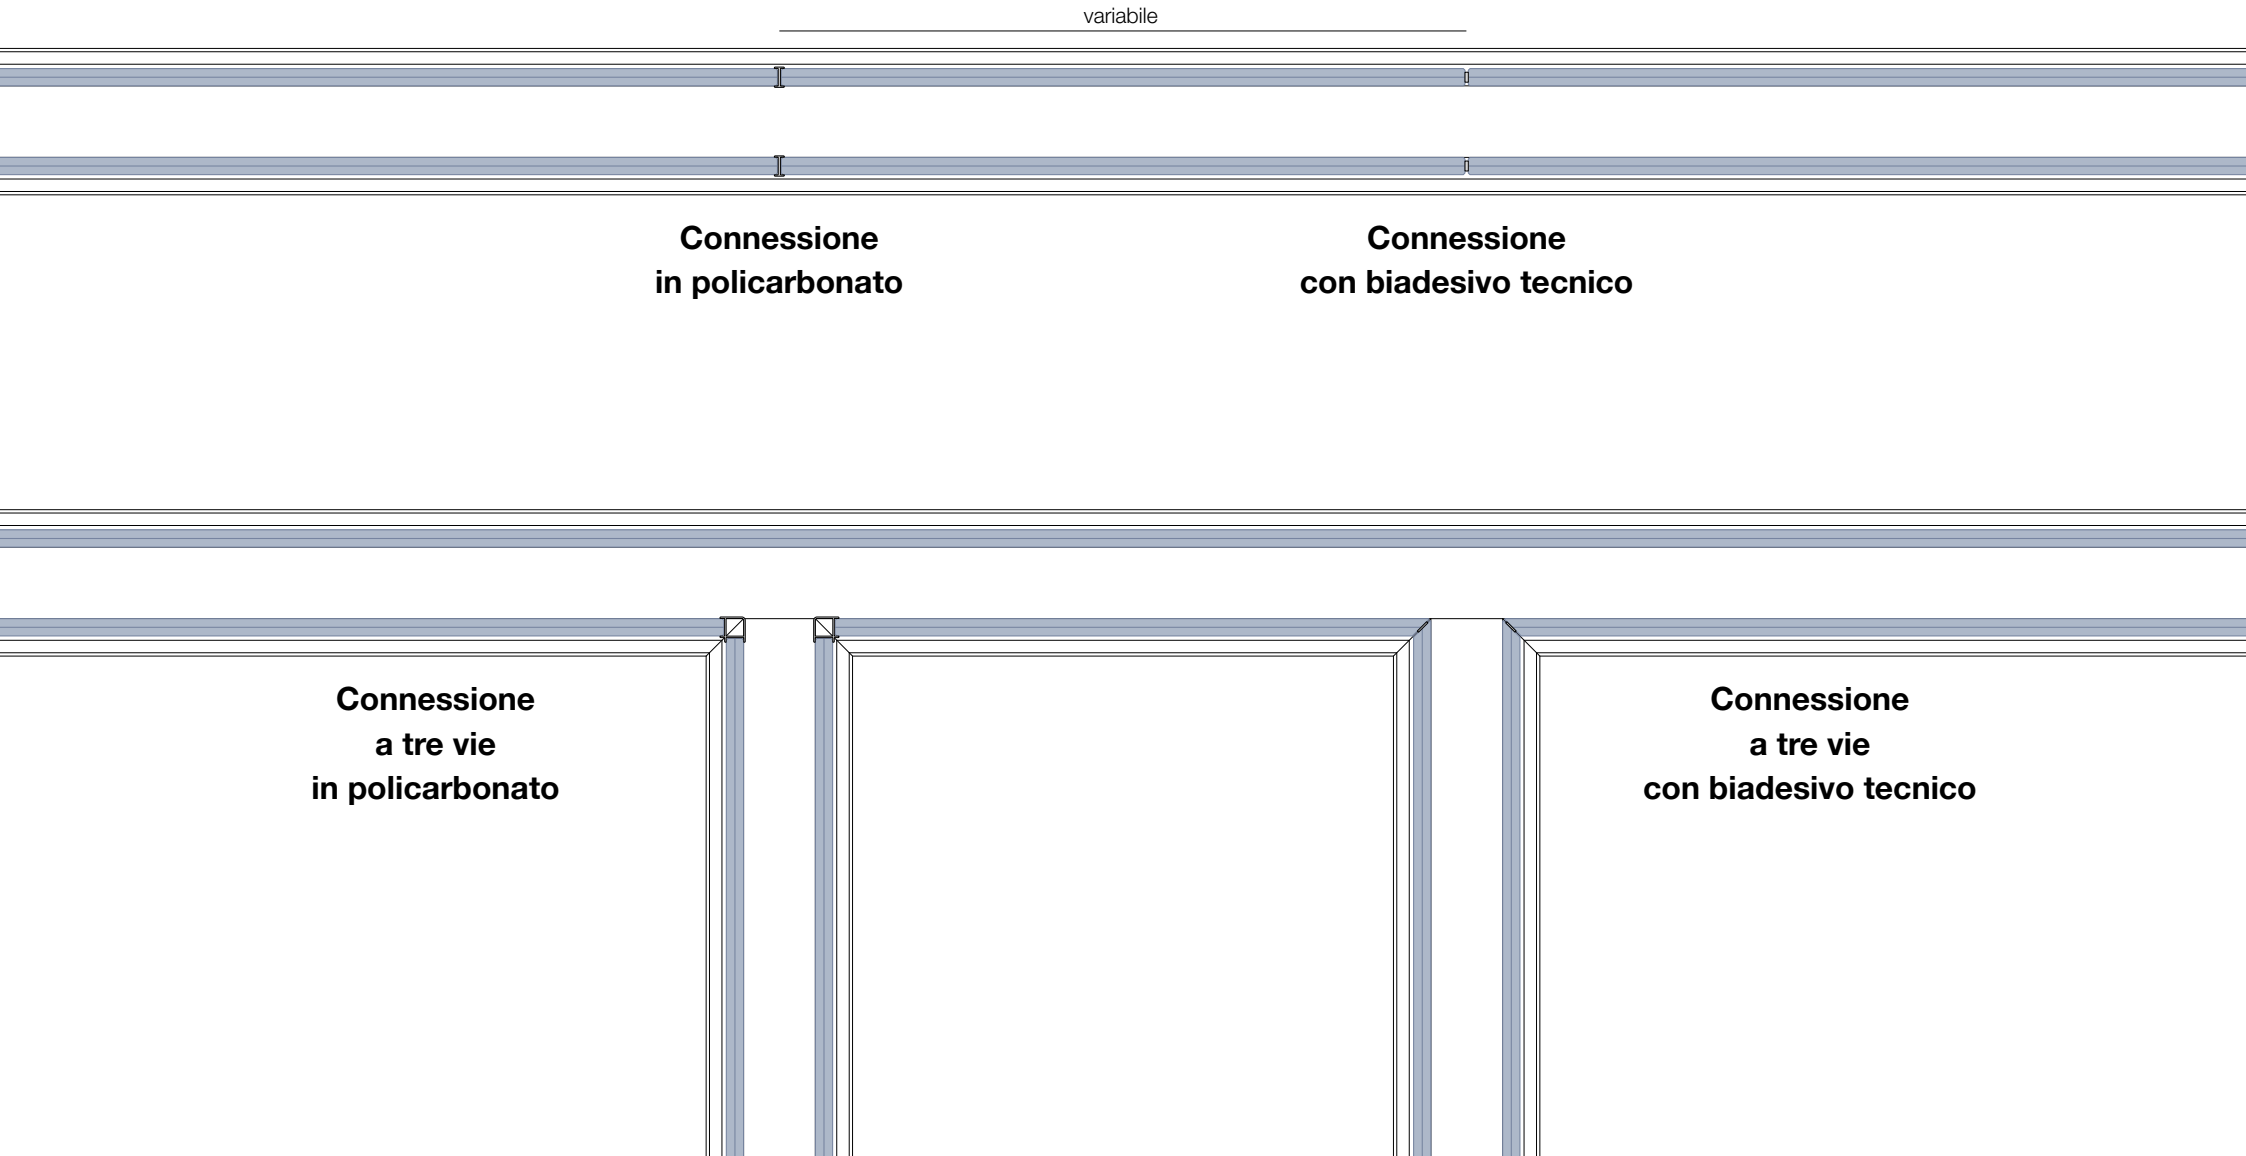 variabile
Connessione
in policarbonato
Connessione
con biadesivo tecnico
Connessione
a tre vie
in policarbonato
Connessione
a tre vie
con biadesivo tecnico